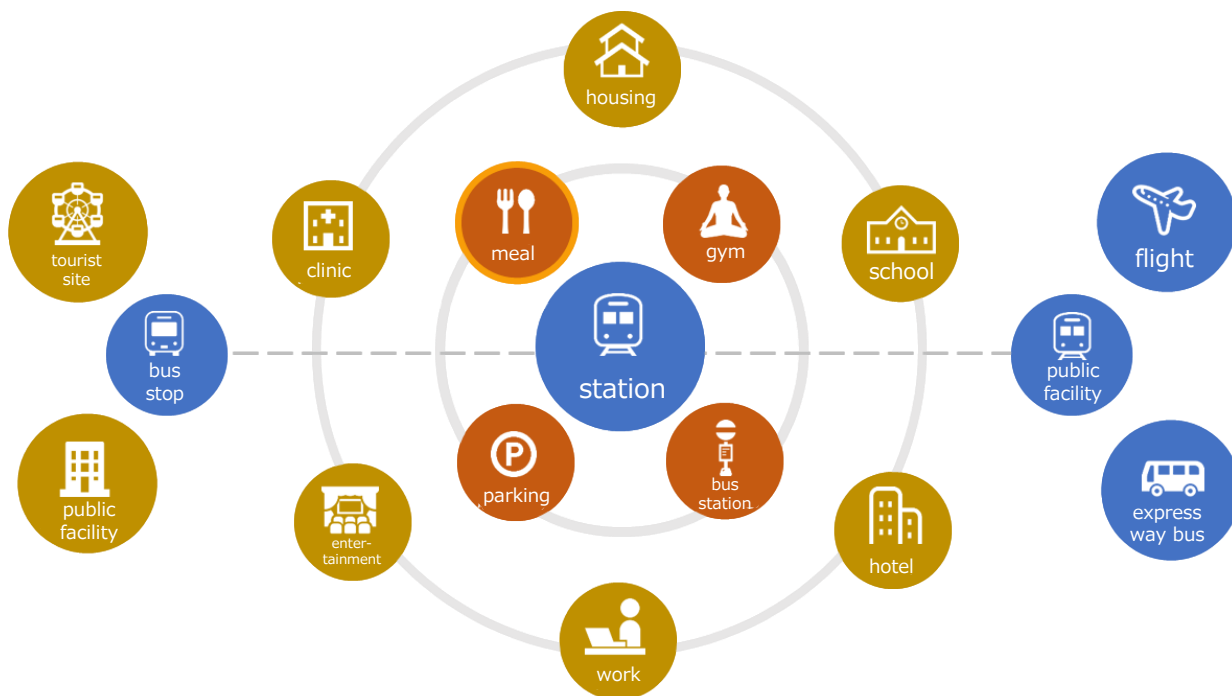 housing
tourist
site
clinic
meal
gym
school
flight
bus
stop
station
public
facility
public
facility
enter-
tainment
P
parking
bus
station
hotel
express
way bus
work